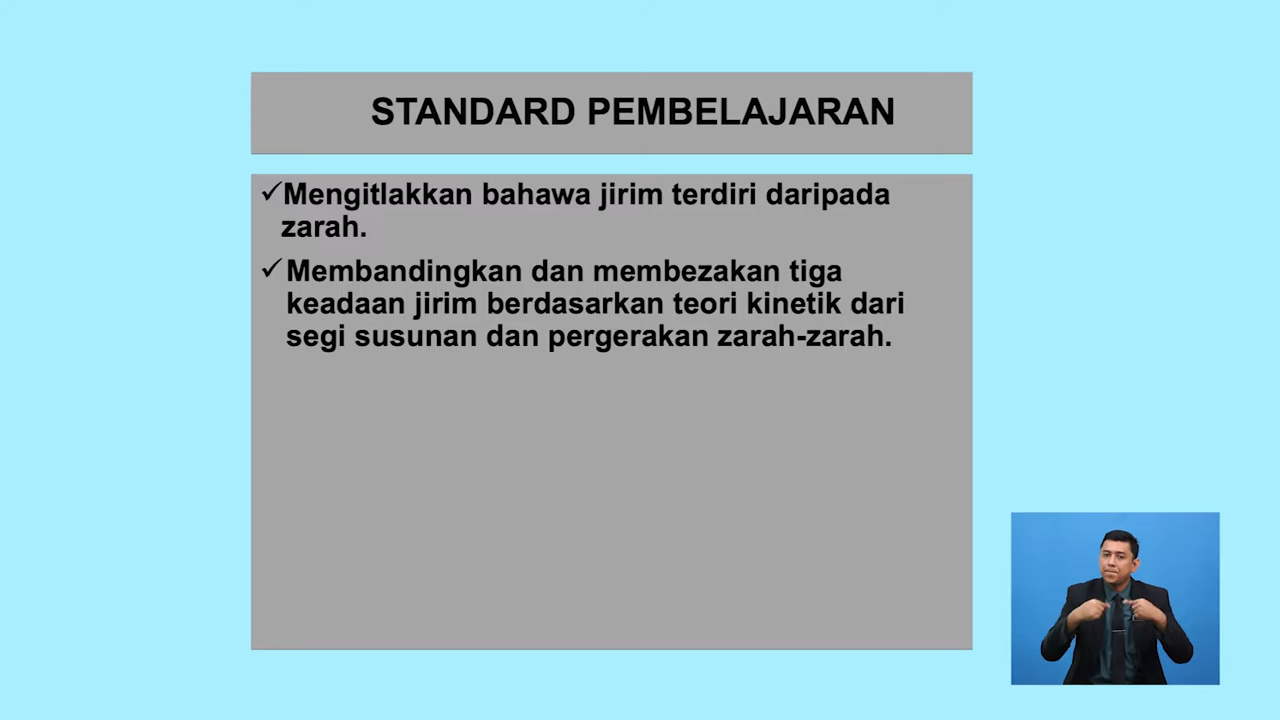 STANDARD PEMBELAJARAN
✓Mengitlakkan bahawa jirim terdiri daripada
zarah.
✓Membandingkan dan membezakan tiga
keadaan jirim berdasarkan teori kinetik dari
segi susunan dan pergerakan zarah-zarah.